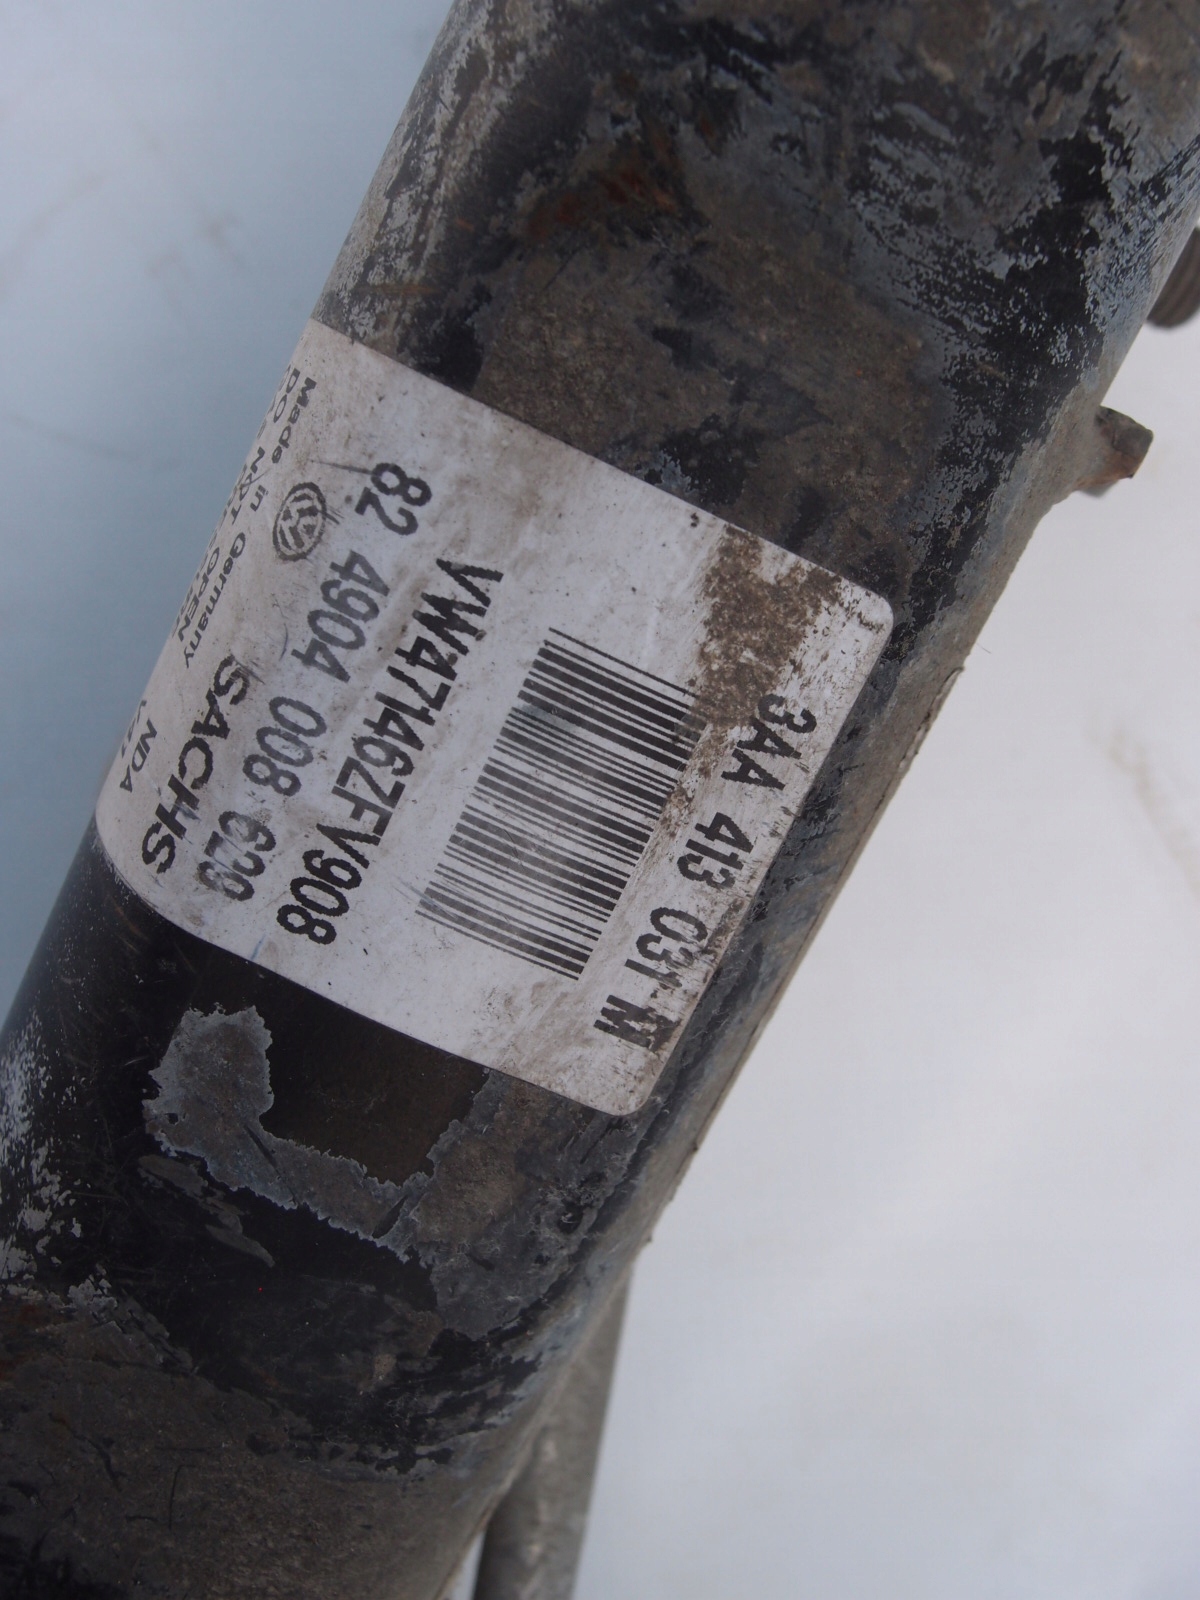 3AA 413 031 M
VW47146ZFV908
82 4904 008 629
SACHS
Made in Germany
DO NOT OPEN
NDA